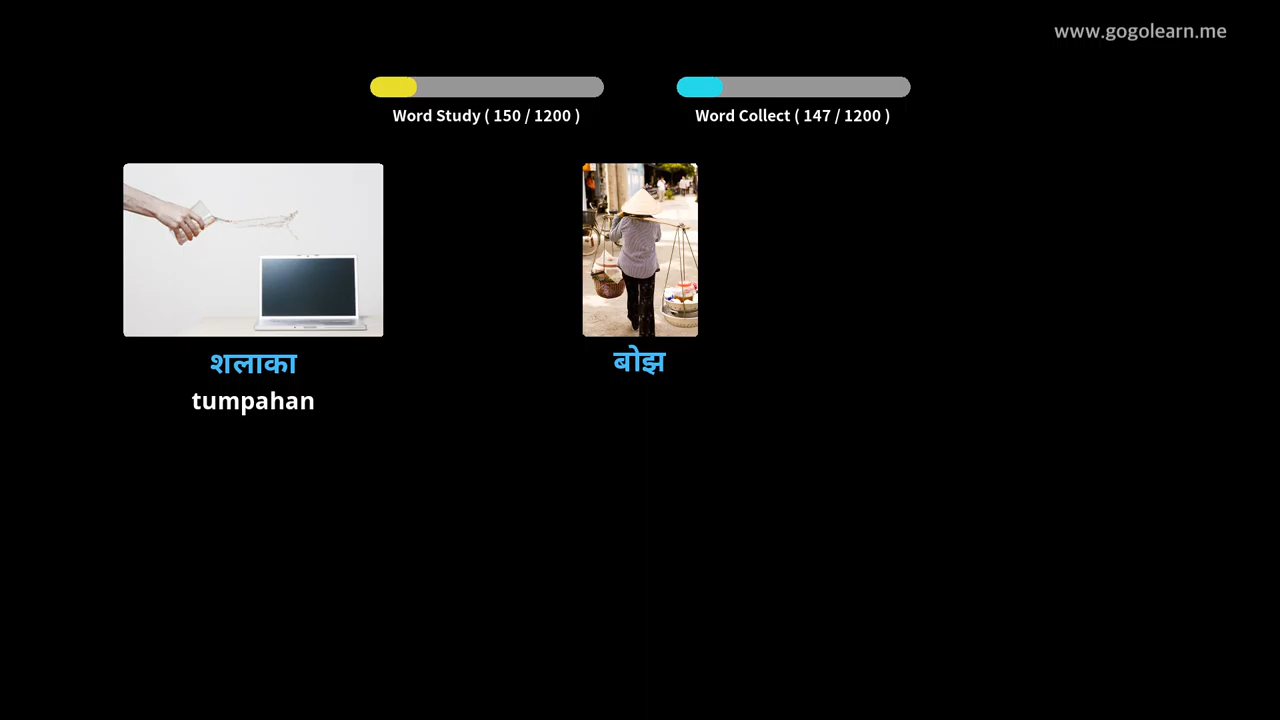 www.gogolearn.me
Word Study ( 150 / 1200 )
Word Collect ( 147 / 1200 )
शलाका
tumpahan
बोझ